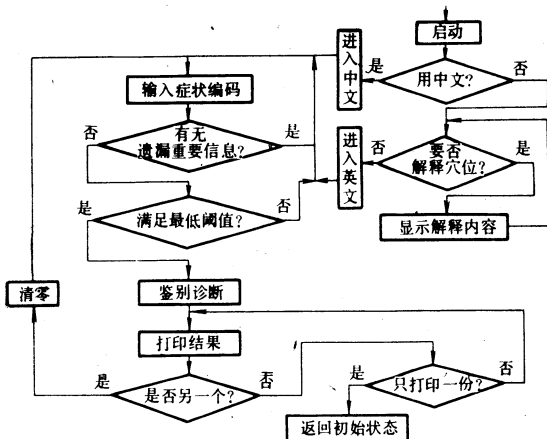 启动
用中文?
是
否
进入中文
输入症状编码
有无
遗漏重要信息?
否
是
要否
解释穴位?
否
是
进入英文
满足最低阈值?
是
否
显示解释内容
清零
鉴别诊断
打印结果
是否另一个?
是
否
只打印一份?
是
否
返回初始状态